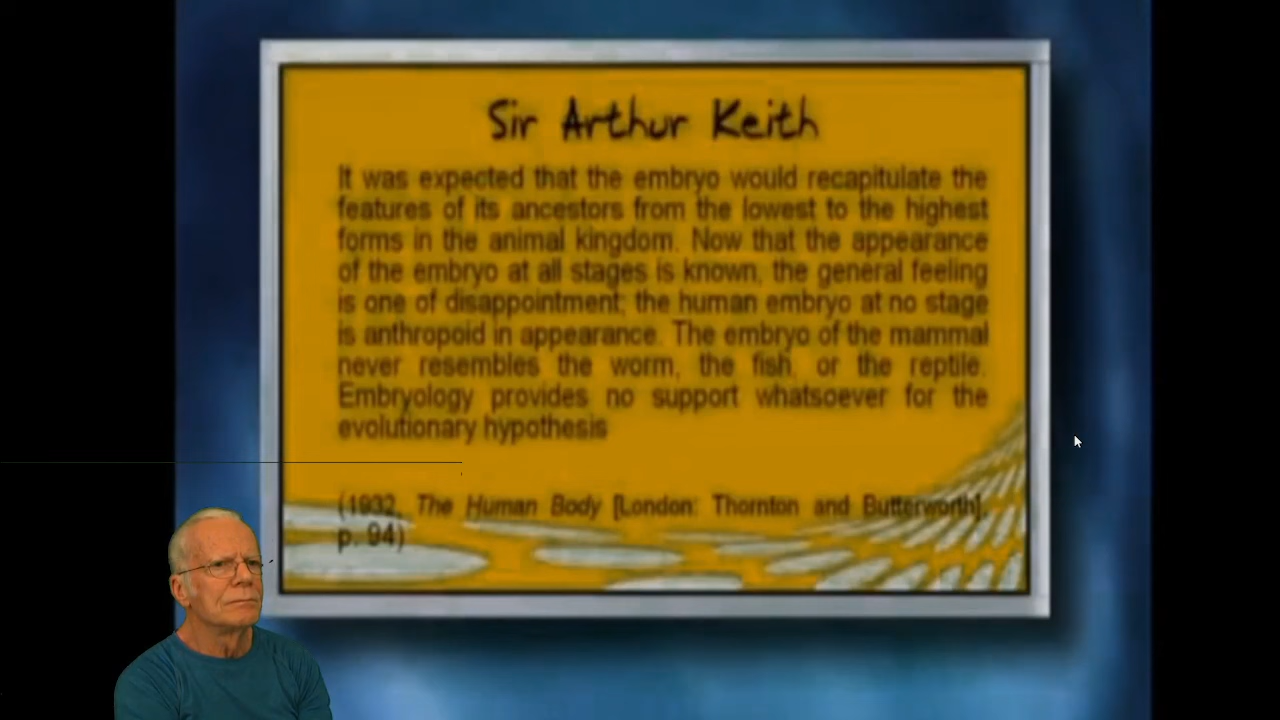 Sir Arthur Keith
It was expected that the embryo would recapitulate the
features of its ancestors from the lowest to the highest
forms in the animal kingdom. Now that the appearance
of the embryo at all stages is known, the general feeling
is one of disappointment; the human embryo at no stage
is anthropoid in appearance. The embryo of the mammal
never resembles the worm, the fish, or the reptile.
Embryology provides no support whatsoever for the
evolutionary hypothesis
(1932, The Human Body [London: Thornton and Butterworth],
p. 94)